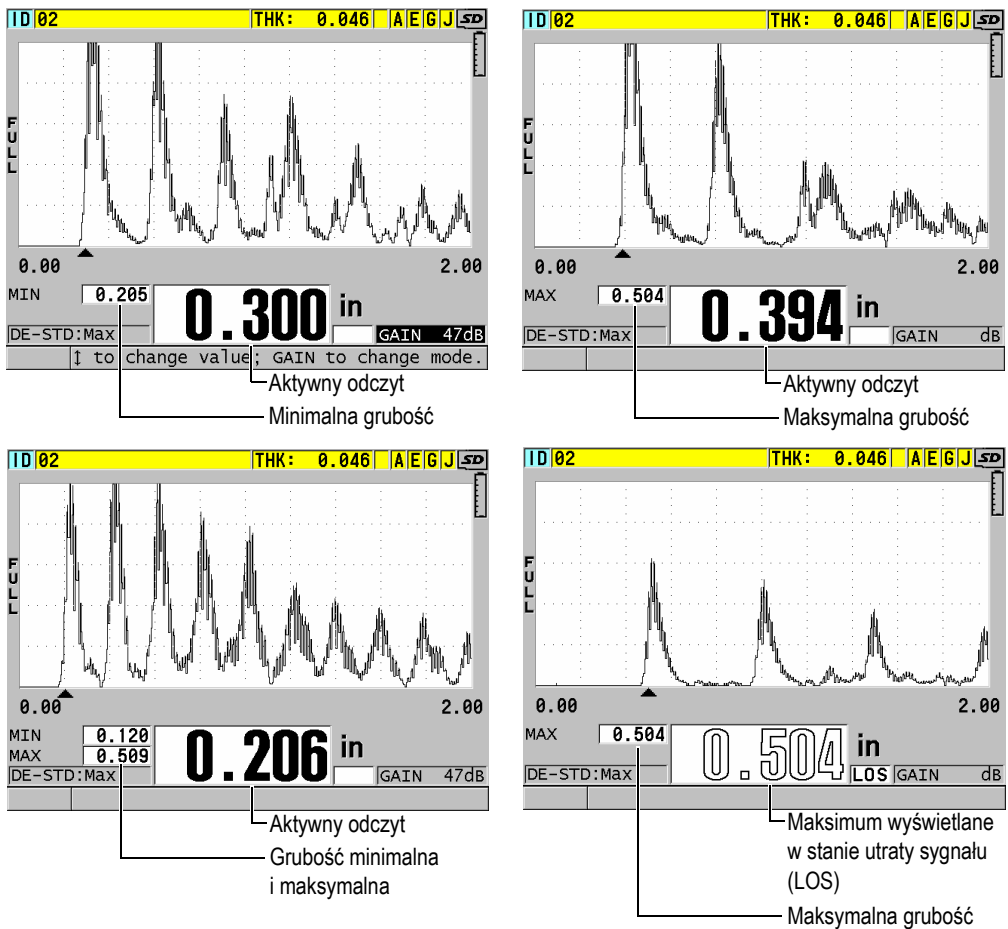 ID 02 THK: 0.046 A E G J SD
FULL
0.00 2.00
MIN 0.205 0.300 in
DE-STD:Max GAIN 47dB
↕ to change value; GAIN to change mode.
Aktywny odczyt
Minimalna grubość
ID 02 THK: 0.046 A E G J SD
FULL
0.00 2.00
MAX 0.504 0.394 in
DE-STD:Max GAIN dB
Aktywny odczyt
Maksymalna grubość
ID 02 THK: 0.046 A E G J SD
FULL
0.00 2.00
MIN 0.120
MAX 0.509 0.206 in
DE-STD:Max GAIN 47dB
Aktywny odczyt
Grubość minimalna
i maksymalna
ID 02 THK: 0.046 A E G J SD
FULL
0.00 2.00
MAX 0.504 0.504 in
DE-STD:Max LOS GAIN dB
Maksimum wyświetlane
w stanie utraty sygnału
(LOS)
Maksymalna grubość